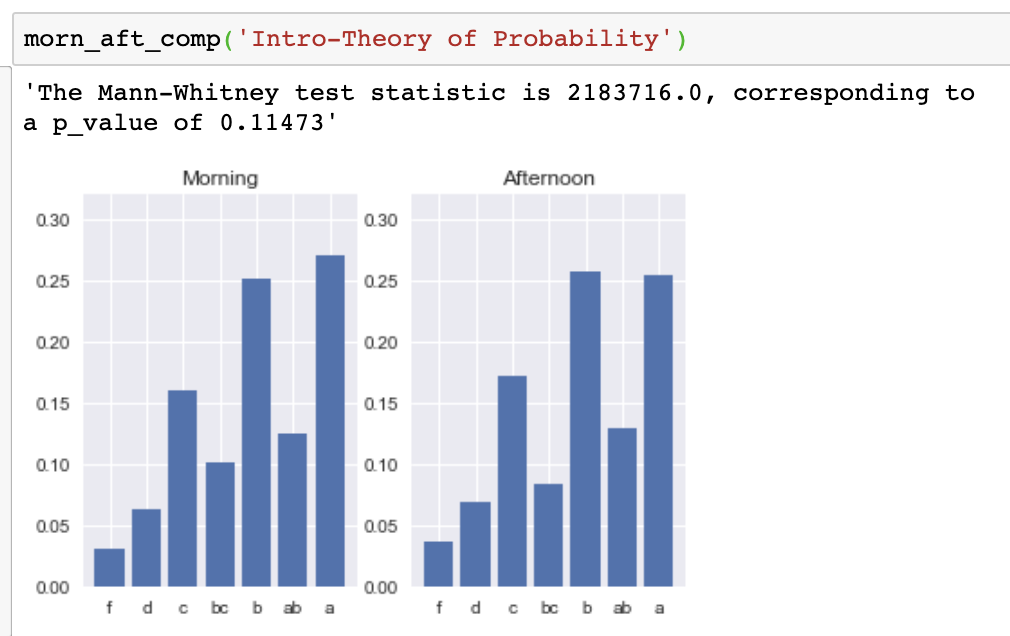 morn_aft_comp('Intro-Theory of Probability')
'The Mann-Whitney test statistic is 2183716.0, corresponding to
a p_value of 0.11473'
Morning
0.30
0.25
0.20
0.15
0.10
0.05
0.00
f d c bc b ab a
Afternoon
0.30
0.25
0.20
0.15
0.10
0.05
0.00
f d c bc b ab a